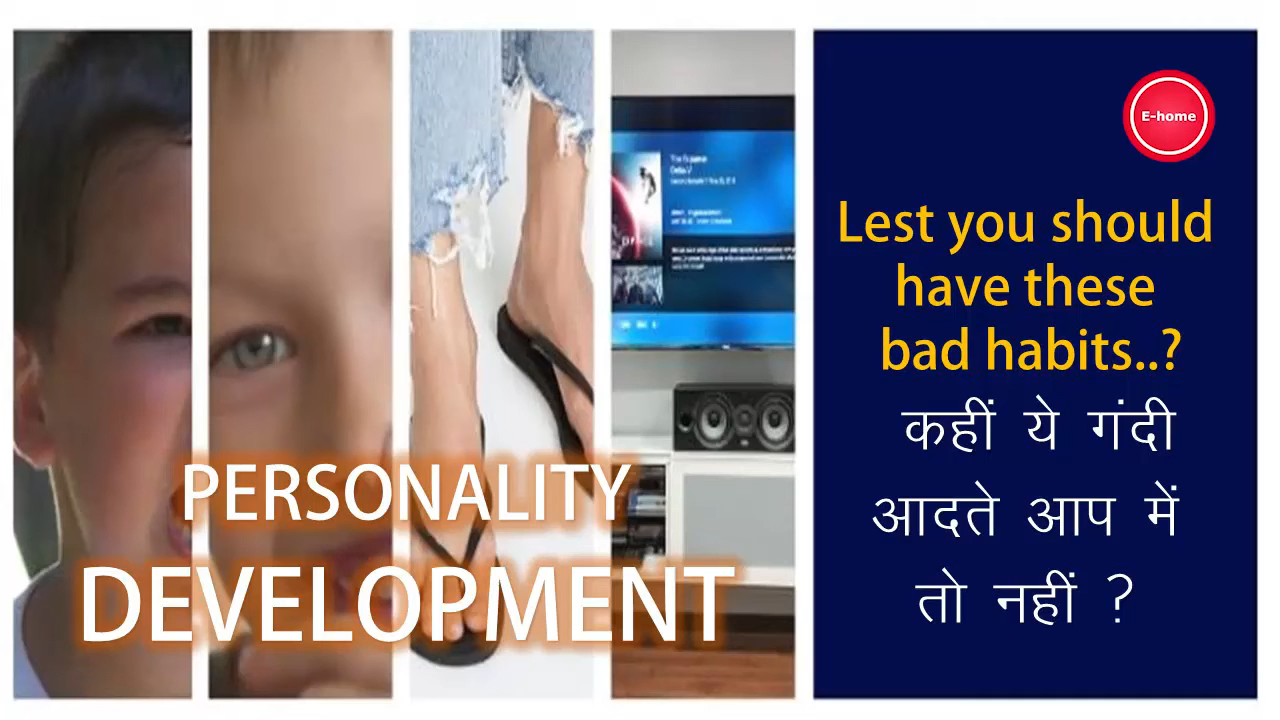 E-home
Lest you should
have these
bad habits..?
कहीं ये गंदी
आदते आप में
तो नहीं ?
PERSONALITY
DEVELOPMENT